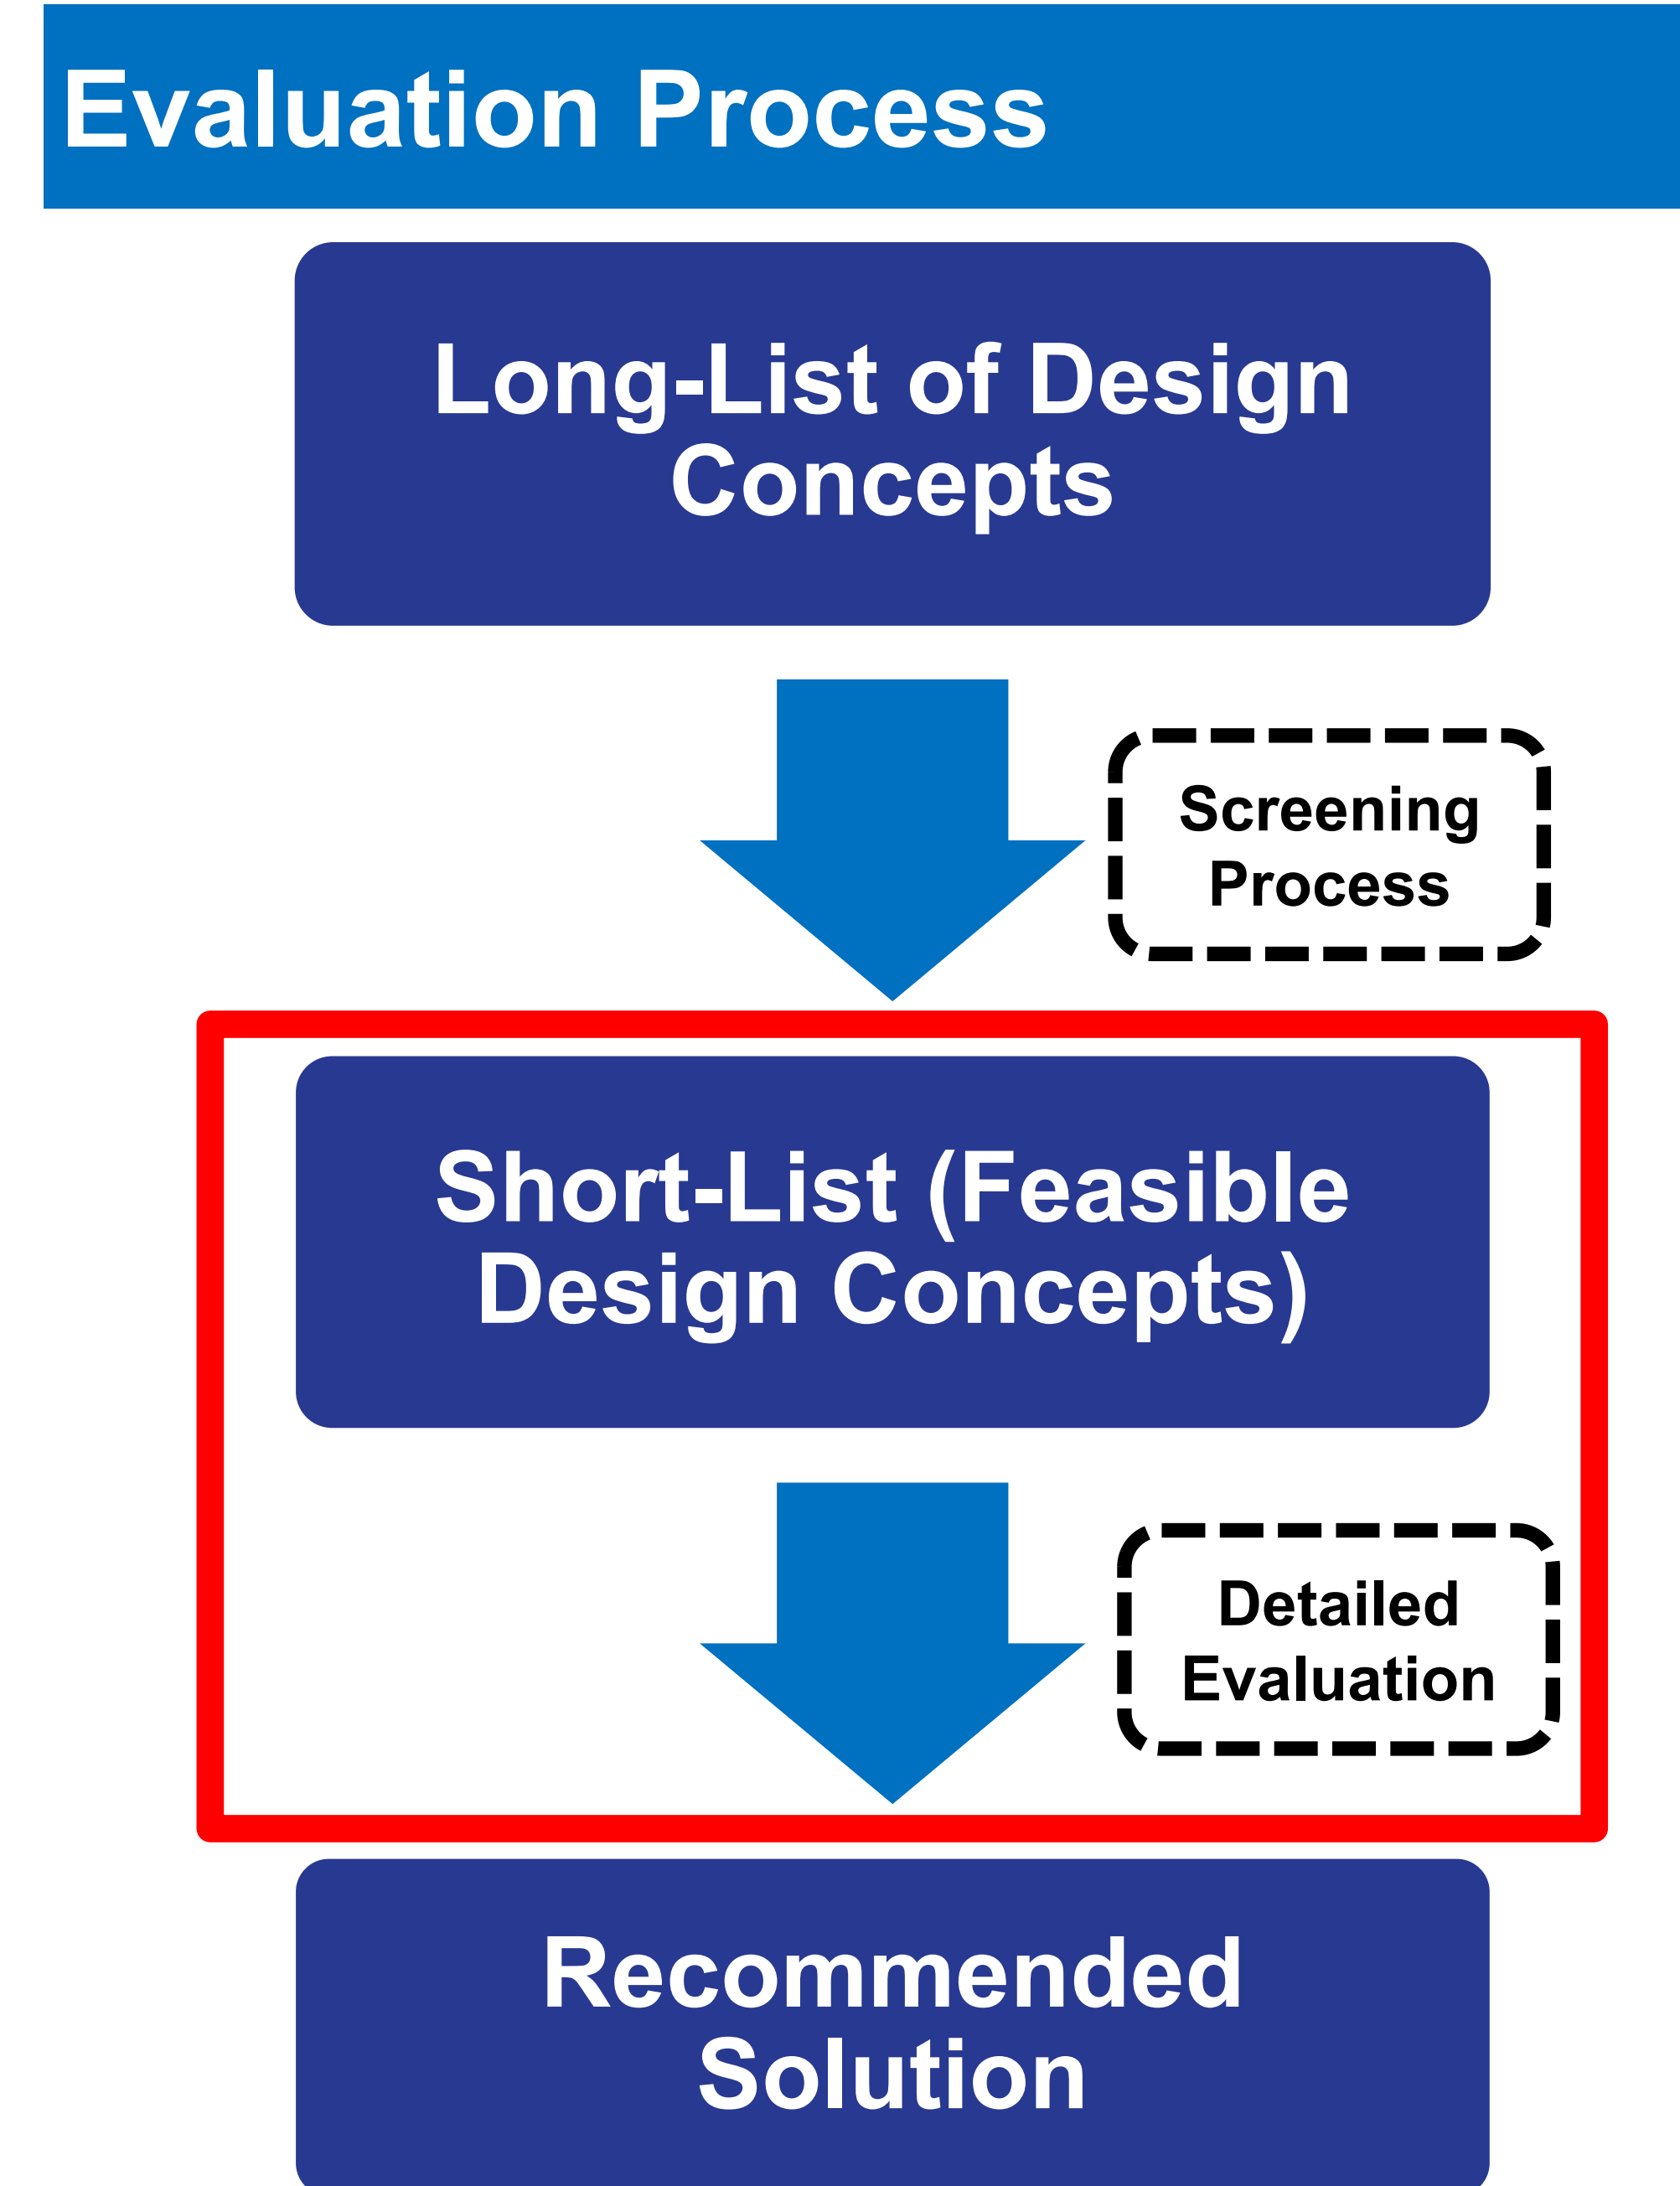 Evaluation Process
Long-List of Design
Concepts
Screening
Process
Short-List (Feasible
Design Concepts)
Detailed
Evaluation
Recommended
Solution